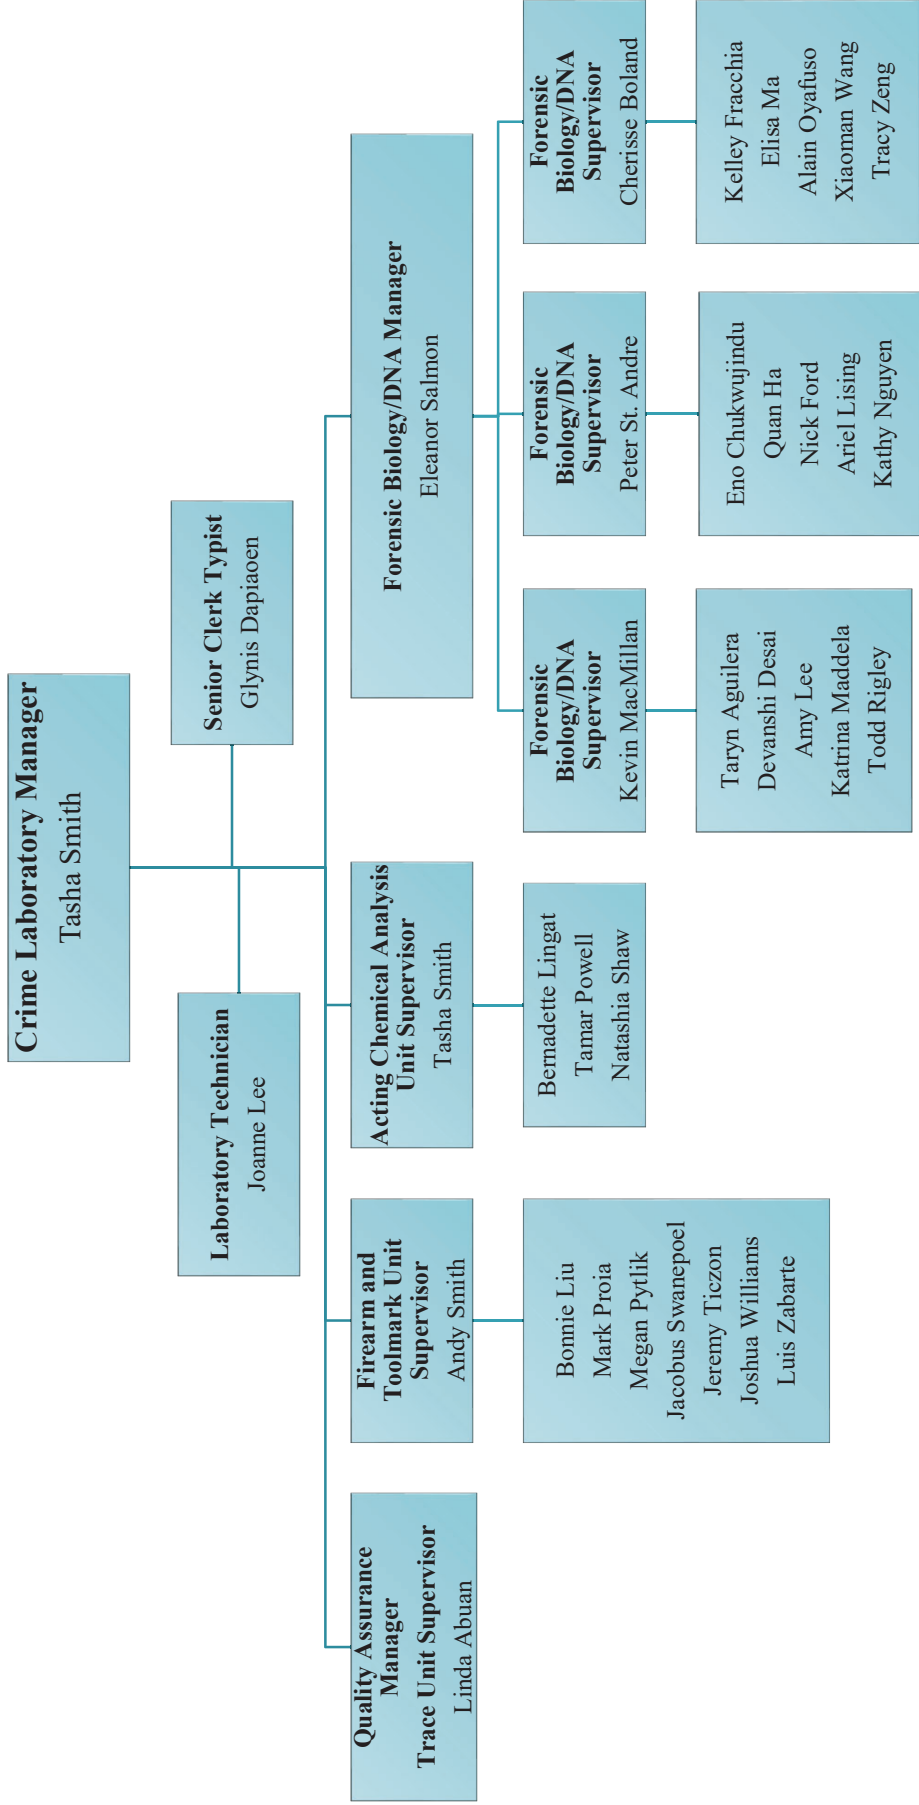 Crime Laboratory Manager
Tasha Smith
Laboratory Technician
Joanne Lee
Senior Clerk Typist
Glynis Dapiaoen
Quality Assurance
Manager
Trace Unit Supervisor
Linda Abuan
Firearm and
Toolmark Unit
Supervisor
Andy Smith
Bonnie Liu
Mark Proia
Megan Pytlik
Jacobus Swanepoel
Jeremy Ticzon
Joshua Williams
Luis Zabarte
Acting Chemical Analysis
Unit Supervisor
Tasha Smith
Bernadette Lingat
Tamar Powell
Natashia Shaw
Forensic Biology/DNA Manager
Eleanor Salmon
Forensic
Biology/DNA
Supervisor
Kevin MacMillan
Taryn Aguilera
Devanshi Desai
Amy Lee
Katrina Maddela
Todd Rigley
Forensic
Biology/DNA
Supervisor
Peter St. Andre
Eno Chukwujindu
Quan Ha
Nick Ford
Ariel Lising
Kathy Nguyen
Forensic
Biology/DNA
Supervisor
Cherisse Boland
Kelley Fracchia
Elisa Ma
Alain Oyafuso
Xiaoman Wang
Tracy Zeng